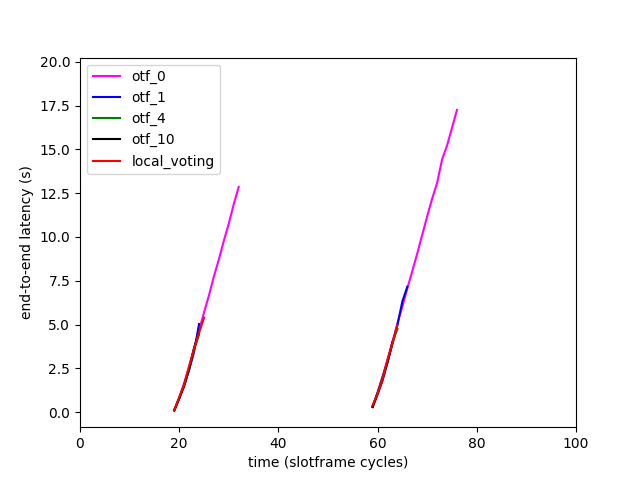 20.0
17.5
15.0
12.5
10.0
7.5
5.0
2.5
0.0
end-to-end latency (s)
otf_0
otf_1
otf_4
otf_10
local_voting
0 20 40 60 80 100
time (slotframe cycles)